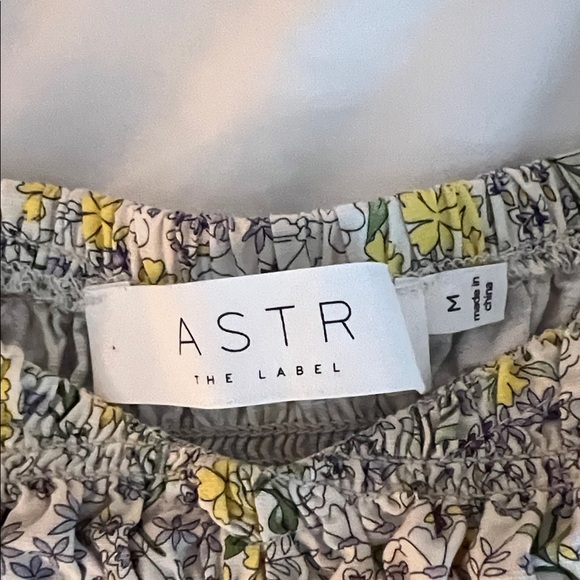 ASTR
THE LABEL
M
made in
china